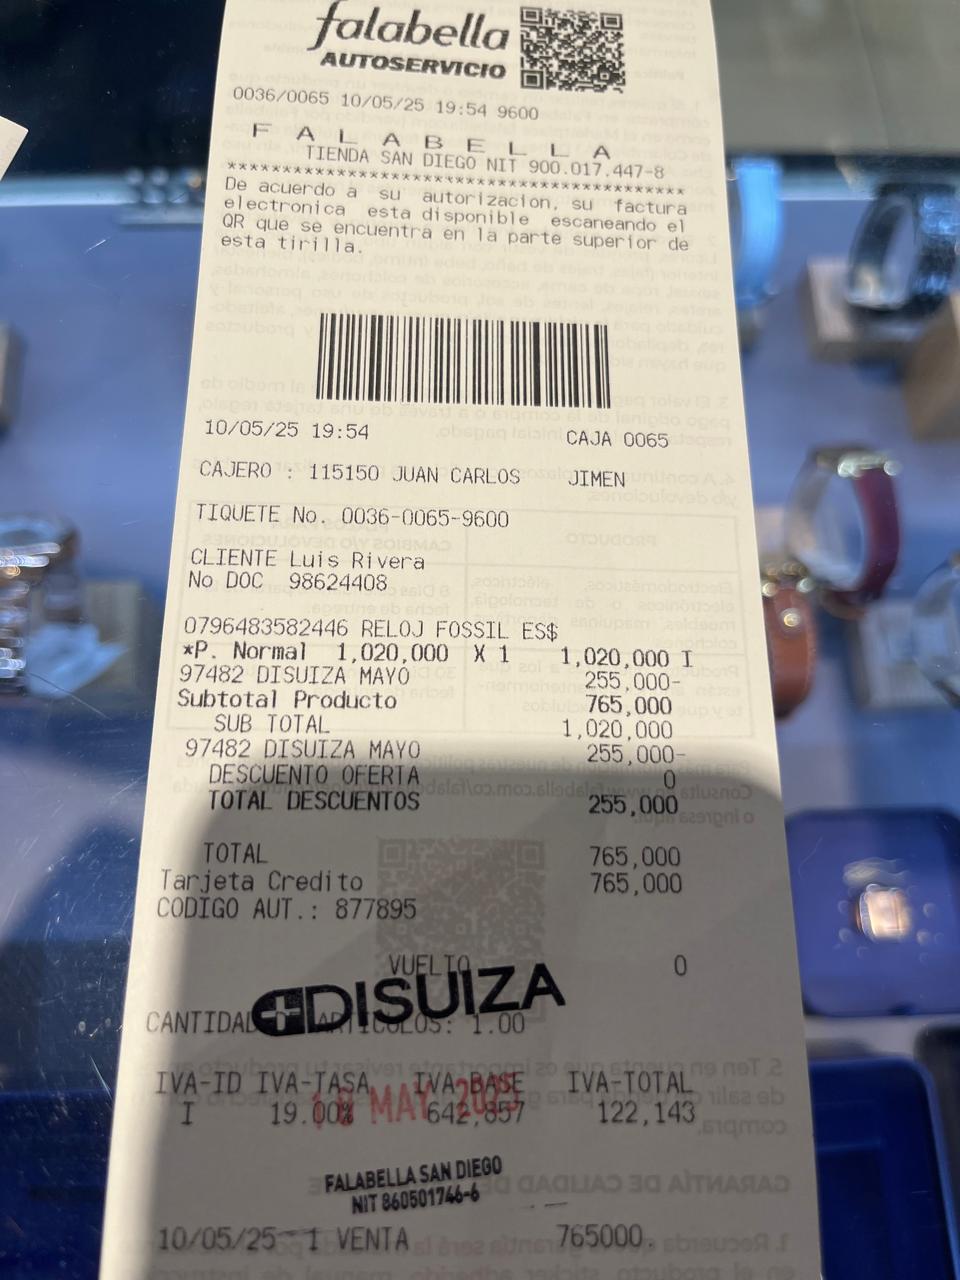 falabella
AUTOSERVICIO
0036/0065 10/05/25 19:54 9600
F A L A B E L L A
TIENDA SAN DIEGO NIT 900.017.447-8
******************************************
De acuerdo a su autorizacion, su factura
electronica esta disponible escaneando el
QR que se encuentra en la parte superior de
esta tirilla.
10/05/25 19:54 CAJA 0065
CAJERO : 115150 JUAN CARLOS JIMEN
TIQUETE No. 0036-0065-9600
CLIENTE Luis Rivera
No DOC 98624408
0796483582446 RELOJ FOSSIL ES$
*P. Normal 1,020,000 X 1 1,020,000 I
97482 DISUIZA MAYO 255,000-
Subtotal Producto 765,000
SUB TOTAL 1,020,000
97482 DISUIZA MAYO 255,000-
DESCUENTO OFERTA 0
TOTAL DESCUENTOS 255,000
TOTAL 765,000
Tarjeta Credito 765,000
CODIGO AUT.: 877895
VUELTO 0
DISUIZA
CANTIDAD ARTICULOS: 1.00
IVA-ID IVA-TASA IVA-BASE IVA-TOTAL
MAY 2025
I 19.00% 642,857 122,143
FALABELLA SAN DIEGO
NIT 860501746-6
10/05/25 1 VENTA 765000.